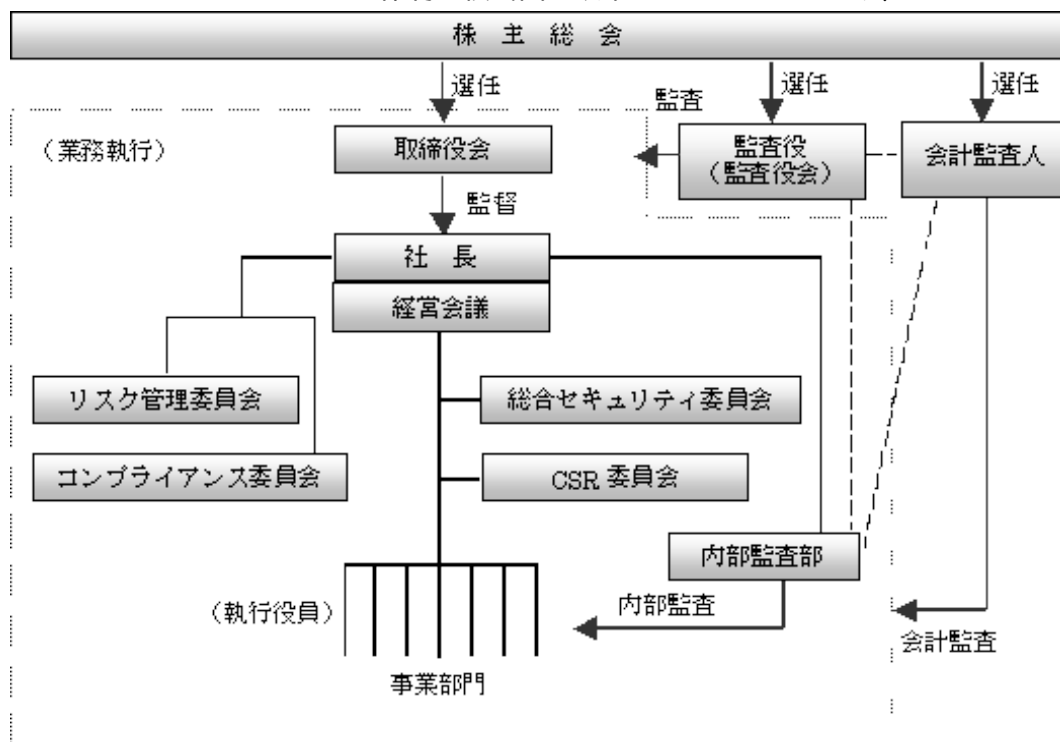 株 主 総 会
選任
選任
選任
監査
(業務執行)
取締役会
監査役
(監査役会)
会計監査人
監督
社 長
経営会議
リスク管理委員会
総合セキュリティ委員会
コンプライアンス委員会
CSR 委員会
内部監査部
(執行役員)
内部監査
会計監査
事業部門